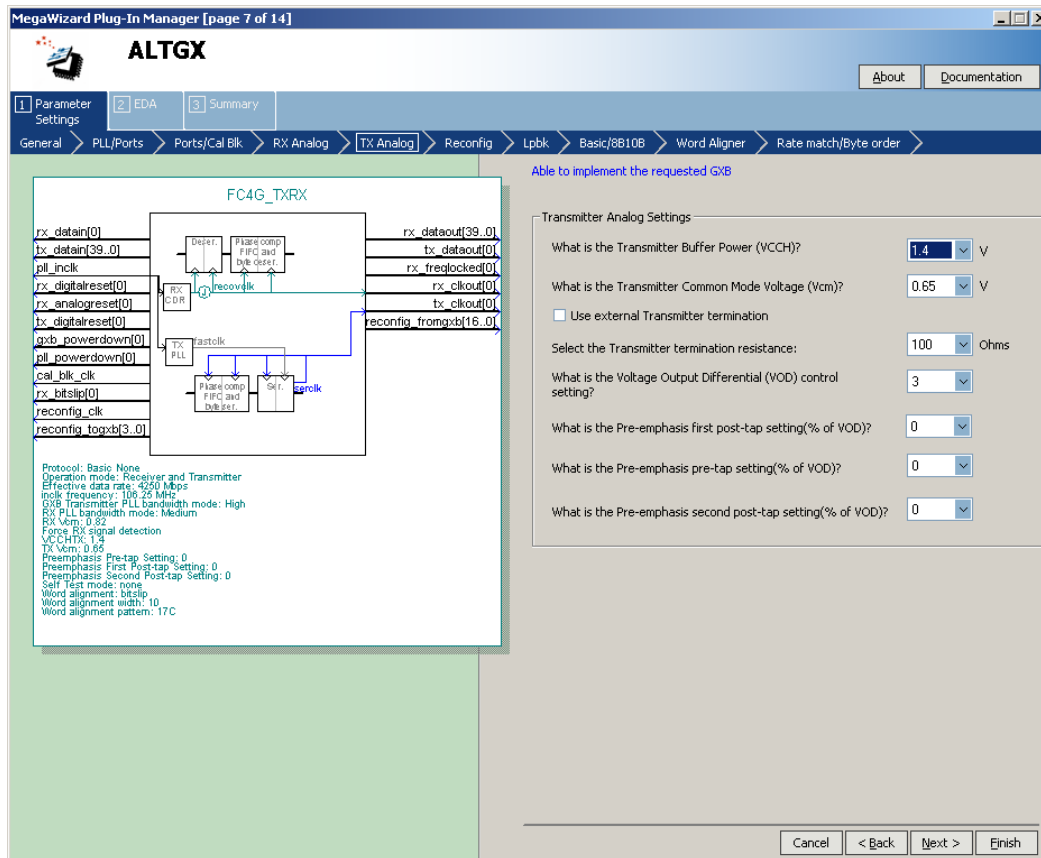 MegaWizard Plug-In Manager [page 7 of 14]
ALTGX
About
Documentation
1 Parameter Settings
2 EDA
3 Summary
General
PLL/Ports
Ports/Cal Blk
RX Analog
TX Analog
Reconfig
Lpbk
Basic/8B10B
Word Aligner
Rate match/Byte order
FC4G_TXRX
rx_datain[0]
tx_datain[39..0]
pll_inclk
rx_digitalreset[0]
rx_analogreset[0]
tx_digitalreset[0]
gxb_powerdown[0]
pll_powerdown[0]
cal_blk_clk
rx_bitslip[0]
reconfig_clk
reconfig_togxb[3..0]
Deser.
Phase comp
FIFO and
byte deser.
RX
CDR
recovclk
TX
PLL
fastclk
Phase comp
FIFO and
byte ser.
Ser.
serclk
rx_dataout[39..0]
tx_dataout[0]
rx_freqlocked[0]
rx_clkout[0]
tx_clkout[0]
reconfig_fromgxb[16..0]
Protocol: Basic None
Operation mode: Receiver and Transmitter
Effective data rate: 4250 Mbps
inclk frequency: 106.25 MHz
GXB Transmitter PLL bandwidth mode: High
RX PLL bandwidth mode: Medium
RX Vcm: 0.82
Force RX signal detection
VCCHTX: 1.4
TX Vcm: 0.65
Preemphasis Pre-tap Setting: 0
Preemphasis First Post-tap Setting: 0
Preemphasis Second Post-tap Setting: 0
Self Test mode: none
Word alignment: bitslip
Word alignment width: 10
Word alignment pattern: 17C
Able to implement the requested GXB
Transmitter Analog Settings
What is the Transmitter Buffer Power (VCCH)? 1.4 V
What is the Transmitter Common Mode Voltage (Vcm)? 0.65 V
Use external Transmitter termination
Select the Transmitter termination resistance: 100 Ohms
What is the Voltage Output Differential (VOD) control
setting? 3
What is the Pre-emphasis first post-tap setting(% of VOD)? 0
What is the Pre-emphasis pre-tap setting(% of VOD)? 0
What is the Pre-emphasis second post-tap setting(% of VOD)? 0
Cancel
< Back
Next >
Finish